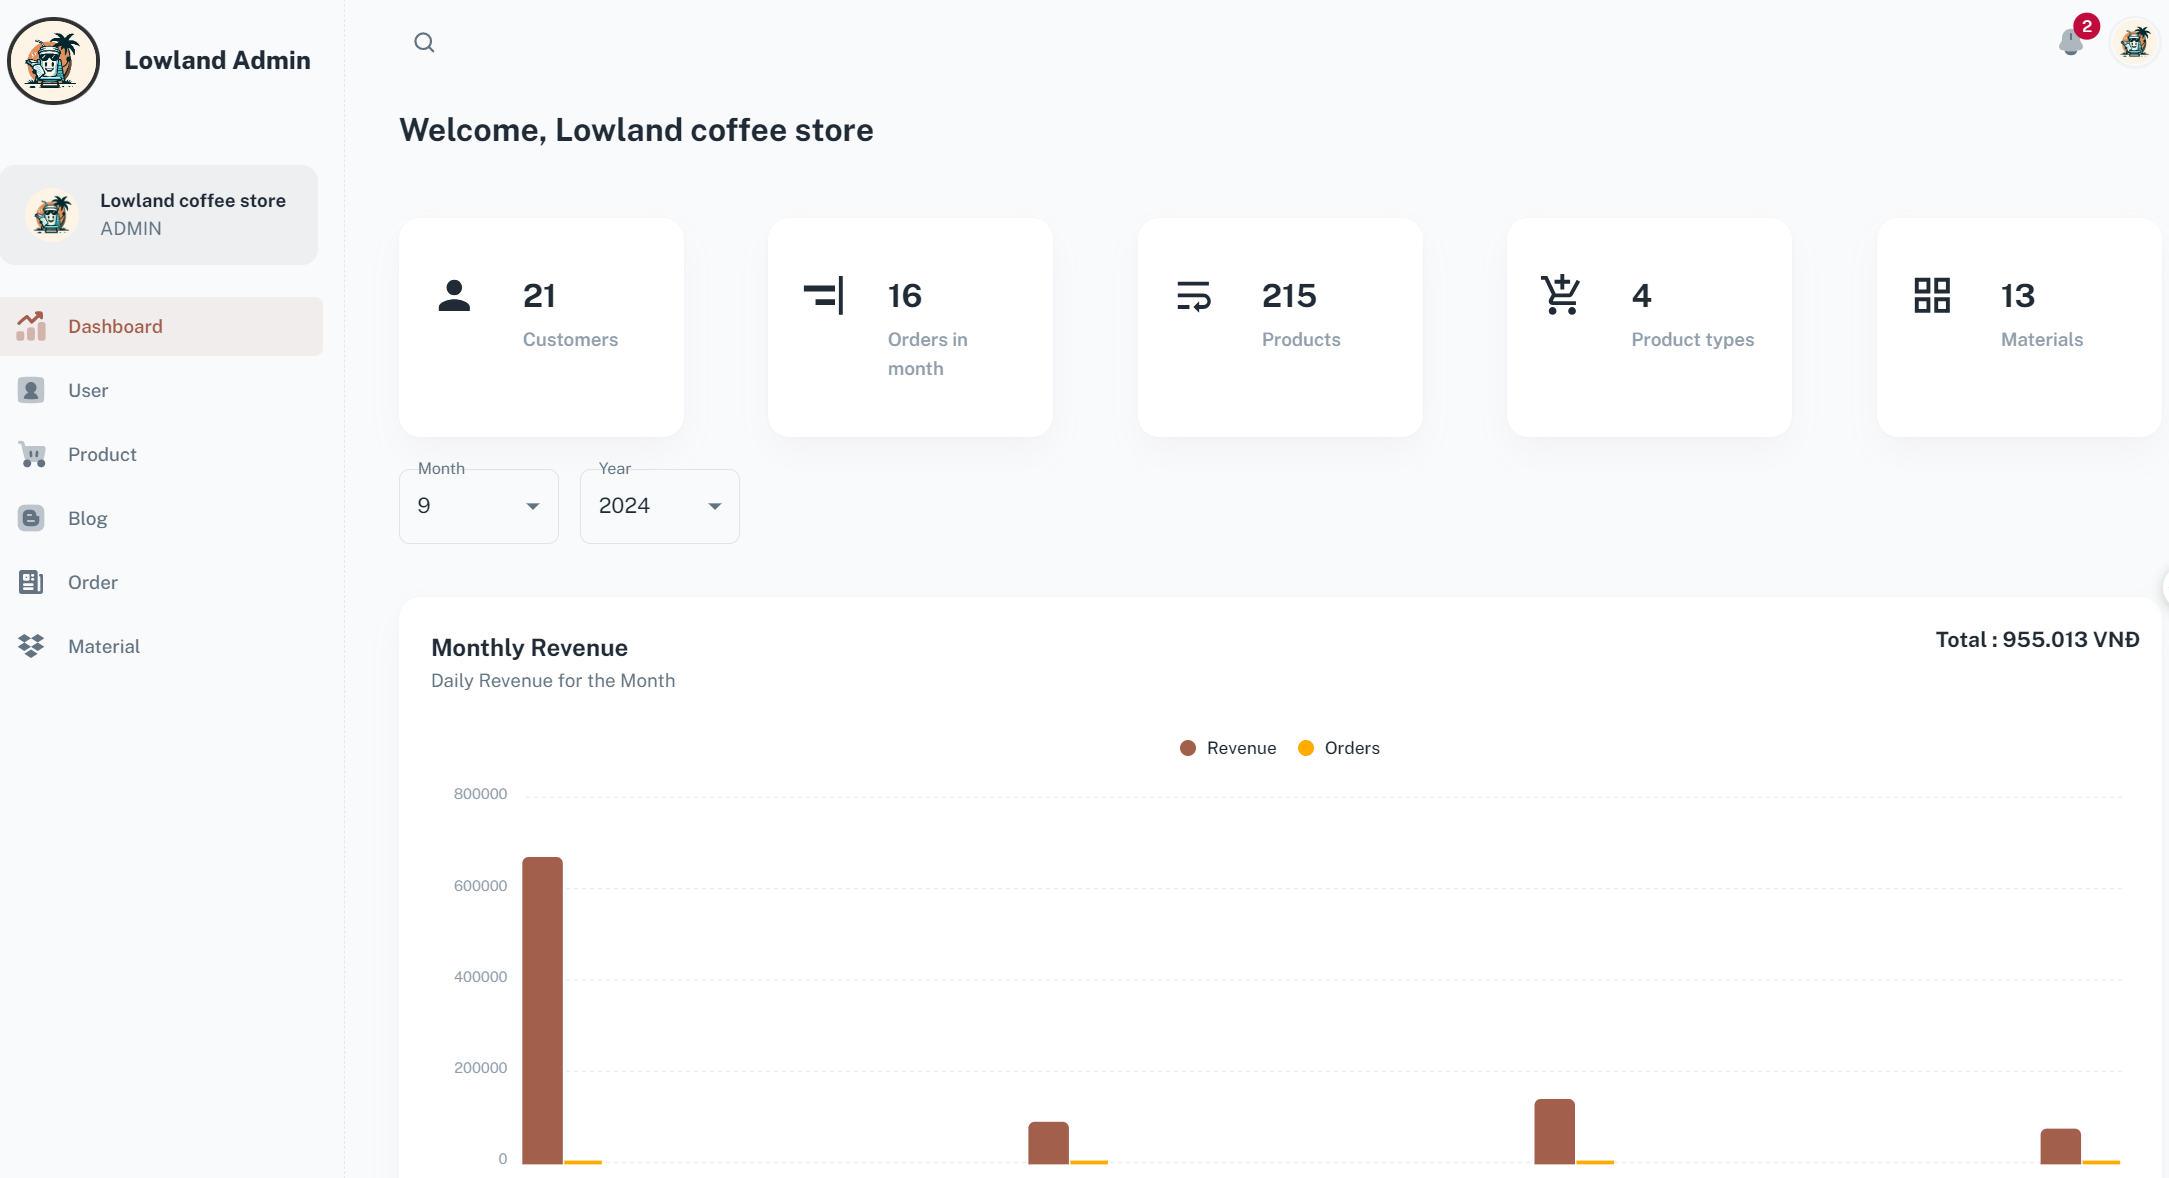 Lowland Admin
2
Welcome, Lowland coffee store
Lowland coffee store
ADMIN
Dashboard
User
Product
Blog
Order
Material
21
Customers
16
Orders in
month
215
Products
4
Product types
13
Materials
Month
9
Year
2024
Monthly Revenue
Daily Revenue for the Month
Total : 955.013 VNĐ
Revenue
Orders
800000
600000
400000
200000
0